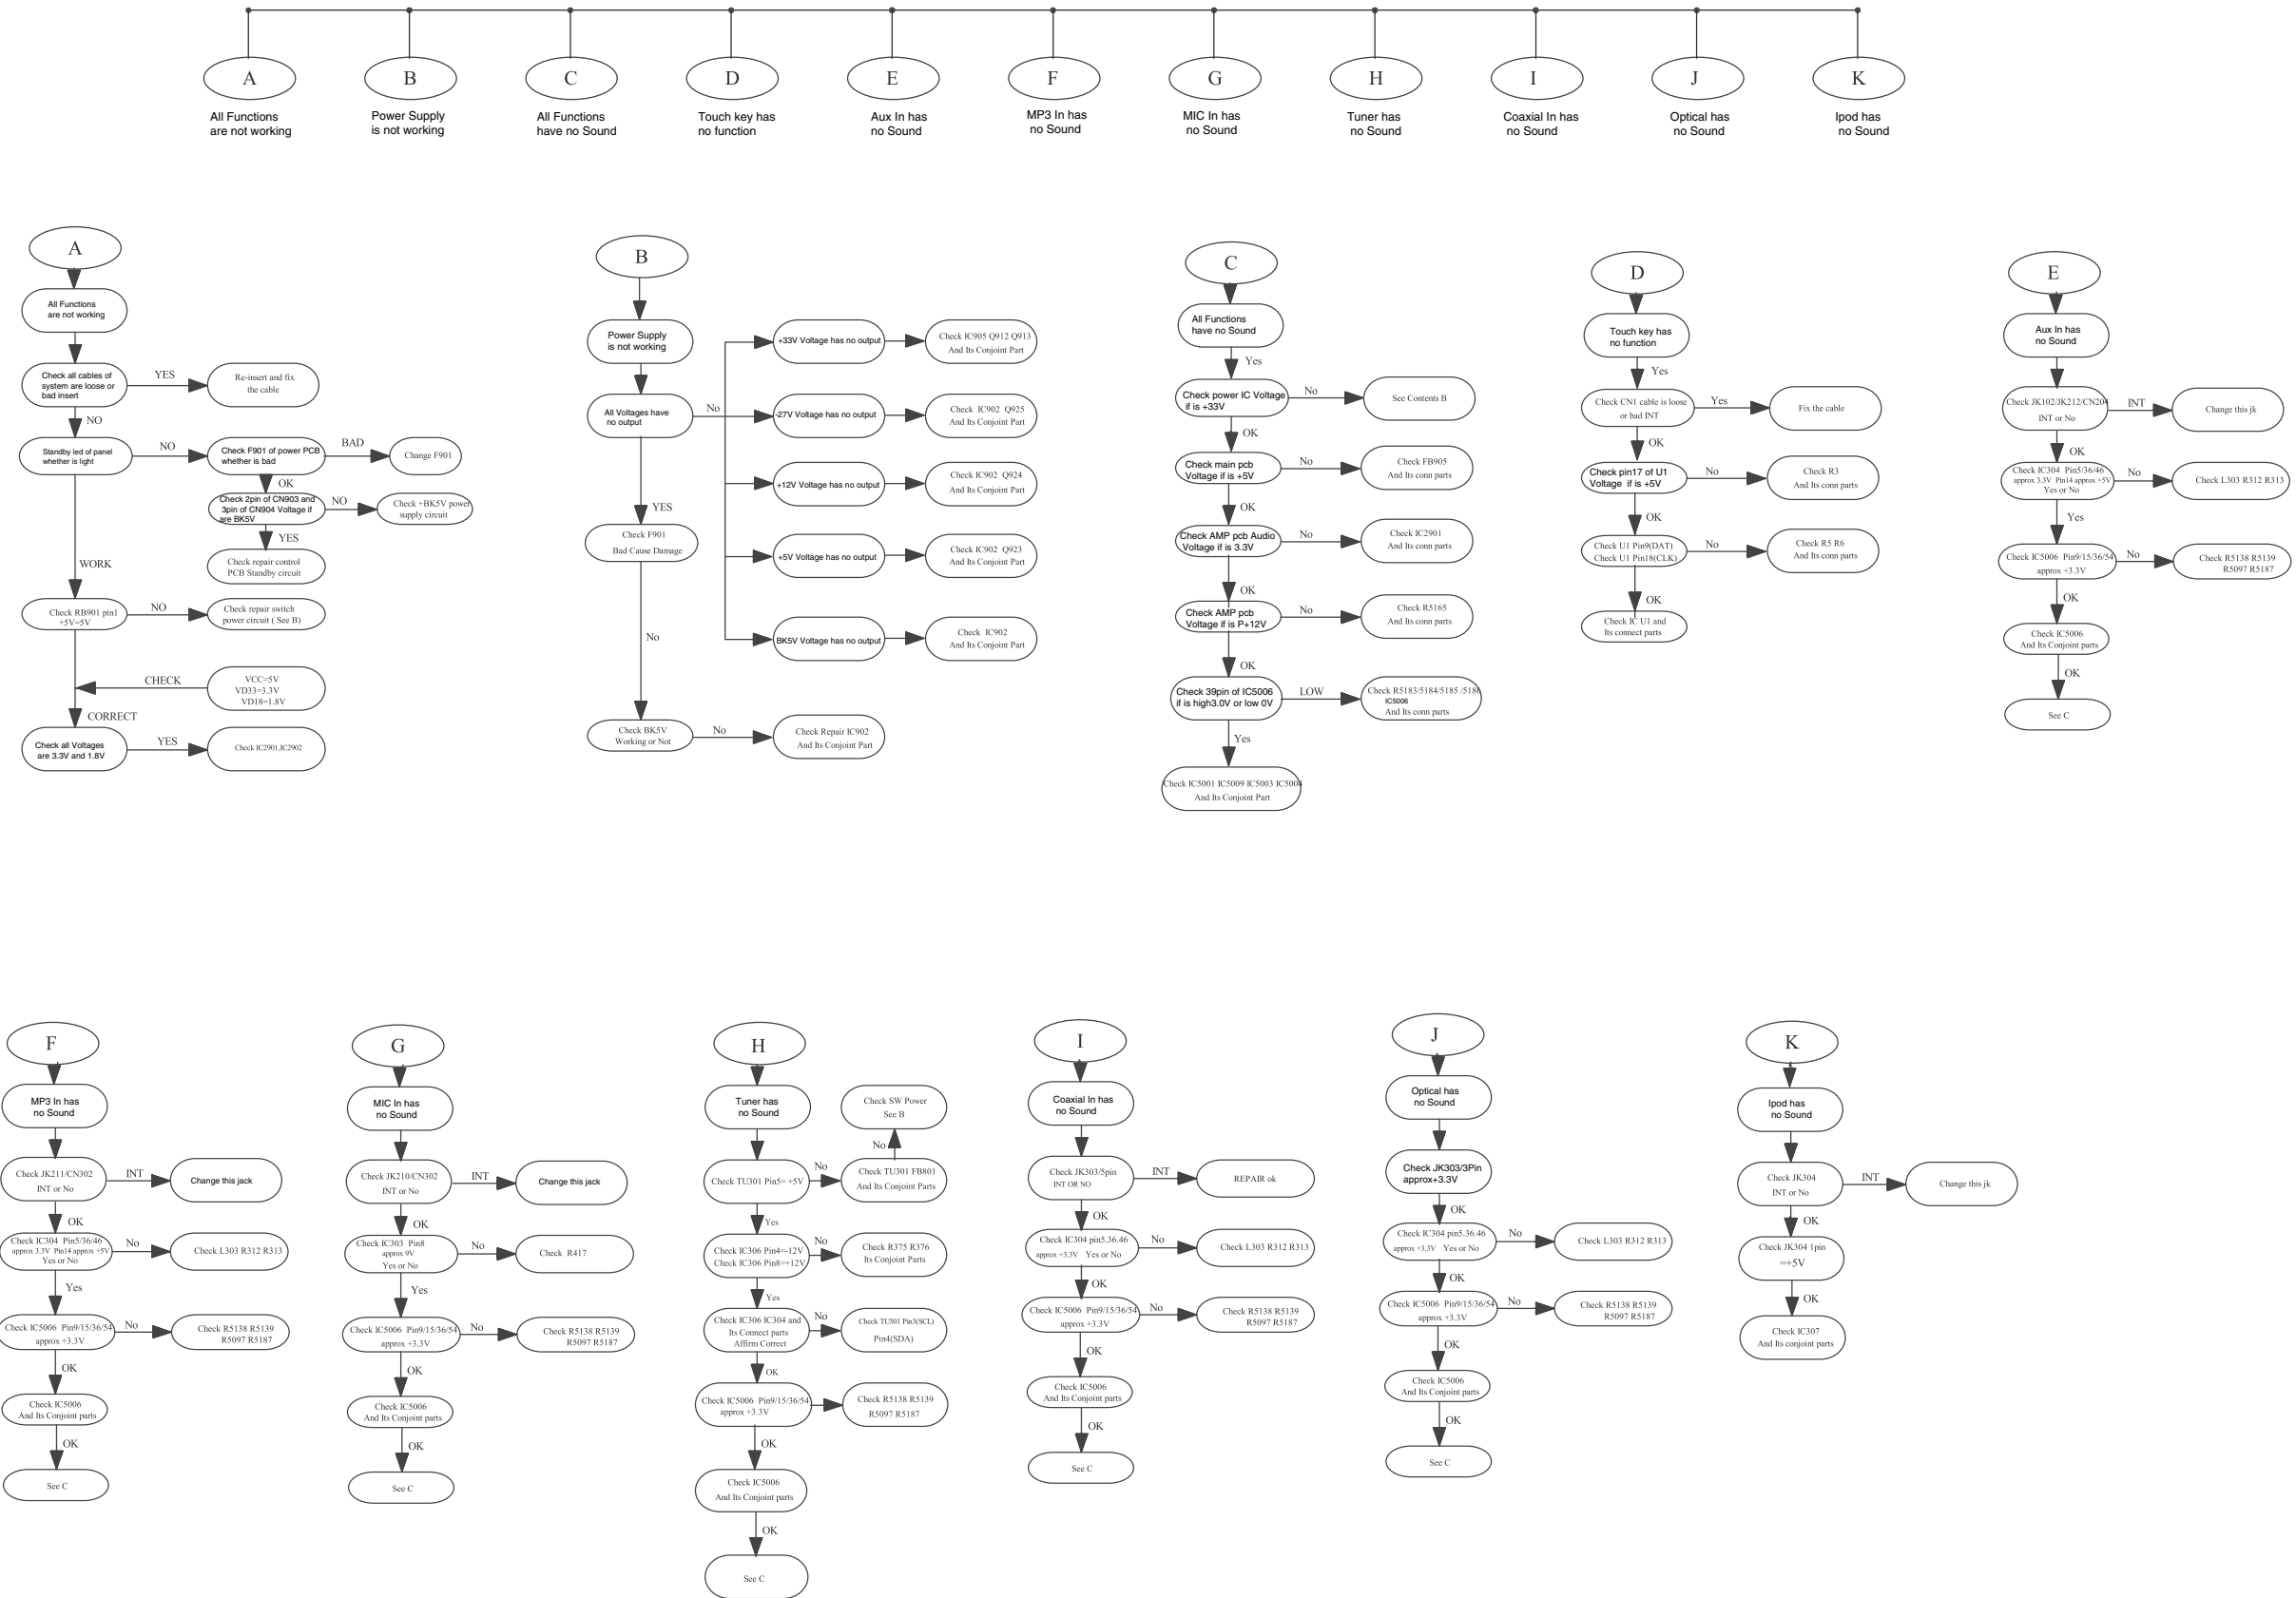 A
B
C
D
E
F
G
H
I
J
K
All Functions
are not working
Power Supply
is not working
All Functions
have no Sound
Touch key has
no function
Aux In has
no Sound
MP3 In has
no Sound
MIC In has
no Sound
Tuner has
no Sound
Coaxial In has
no Sound
Optical has
no Sound
Ipod has
no Sound
A
All Functions
are not working
Check all cables of
system are loose or
bad insert
YES
Re-insert and fix
the cable
NO
Standby led of panel
whether is light
NO
Check F901 of power PCB
whether is bad
BAD
Change F901
OK
Check 2pin of CN903 and
3pin of CN904 Voltage if
are BK5V
NO
Check +BK5V power
supply circuit
YES
Check repair control
PCB Standby circuit
WORK
Check RB901 pin1
+5V=5V
NO
Check repair switch
power circuit ( See B)
CHECK
VCC=5V
VD33=3.3V
VD18=1.8V
CORRECT
Check all Voltages
are 3.3V and 1.8V
YES
Check IC2901,IC2902
B
Power Supply
is not working
All Voltages have
no output
No
+33V Voltage has no output
Check IC905 Q912 Q913
And Its Conjoint Part
-27V Voltage has no output
Check IC902 Q925
And Its Conjoint Part
+12V Voltage has no output
Check IC902 Q924
And Its Conjoint Part
+5V Voltage has no output
Check IC902 Q923
And Its Conjoint Part
BK5V Voltage has no output
Check IC902
And Its Conjoint Part
YES
Check F901
Bad Cause Damage
No
Check BK5V
Working or Not
No
Check Repair IC902
And Its Conjoint Part
C
All Functions
have no Sound
Yes
Check power IC Voltage
if is +33V
No
See Contents B
OK
Check main pcb
Voltage if is +5V
No
Check FB905
And Its conn parts
OK
Check AMP pcb Audio
Voltage if is 3.3V
No
Check IC2901
And Its conn parts
OK
Check AMP pcb
Voltage if is P+12V
No
Check R5165
And Its conn parts
OK
Check 39pin of IC5006
if is high3.0V or low 0V
LOW
Check R5183/5184/5185 /5186
IC5006
And Its conn parts
Yes
Check IC5001 IC5009 IC5003 IC5004
And Its Conjoint Part
D
Touch key has
no function
Yes
Check CN1 cable is loose
or bad INT
Yes
Fix the cable
OK
Check pin17 of U1
Voltage if is +5V
No
Check R3
And Its conn parts
OK
Check U1 Pin9(DAT)
Check U1 Pin18(CLK)
No
Check R5 R6
And Its conn parts
OK
Check IC U1 and
Its connect parts
E
Aux In has
no Sound
Check JK102/JK212/CN204
INT or No
INT
Change this jk
OK
Check IC304 Pin5/36/46
approx 3.3V Pin14 approx +5V
Yes or No
No
Check L303 R312 R313
Yes
Check IC5006 Pin9/15/36/54
approx +3.3V
No
Check R5138 R5139
R5097 R5187
OK
Check IC5006
And Its Conjoint parts
OK
See C
F
MP3 In has
no Sound
Check JK211/CN302
INT or No
INT
Change this jack
OK
Check IC304 Pin5/36/46
approx 3.3V Pin14 approx +5V
Yes or No
No
Check L303 R312 R313
Yes
Check IC5006 Pin9/15/36/54
approx +3.3V
No
Check R5138 R5139
R5097 R5187
OK
Check IC5006
And Its Conjoint parts
OK
See C
G
MIC In has
no Sound
Check JK210/CN302
INT or No
INT
Change this jack
OK
Check IC303 Pin8
approx 9V
Yes or No
No
Check R417
Yes
Check IC5006 Pin9/15/36/54
approx +3.3V
No
Check R5138 R5139
R5097 R5187
OK
Check IC5006
And Its Conjoint parts
OK
See C
H
Tuner has
no Sound
Check SW Power
See B
No
Check TU301 Pin5= +5V
No
Check TU301 FB801
And Its Conjoint Parts
Yes
Check IC306 Pin4=-12V
Check IC306 Pin8=+12V
No
Check R375 R376
Its Conjoint Parts
Yes
Check IC306 IC304 and
Its Connect parts
Affirm Correct
No
Check TU301 Pin3(SCL)
Pin4(SDA)
OK
Check IC5006 Pin9/15/36/54
approx +3.3V
Check R5138 R5139
R5097 R5187
OK
Check IC5006
And Its Conjoint parts
OK
See C
I
Coaxial In has
no Sound
Check JK303/5pin
INT OR NO
INT
REPAIR ok
OK
Check IC304 pin5.36.46
approx +3.3V Yes or No
No
Check L303 R312 R313
OK
Check IC5006 Pin9/15/36/54
approx +3.3V
No
Check R5138 R5139
R5097 R5187
OK
Check IC5006
And Its Conjoint parts
OK
See C
J
Optical has
no Sound
Check JK303/3Pin
approx+3.3V
OK
Check IC304 pin5.36.46
approx +3.3V Yes or No
No
Check L303 R312 R313
OK
Check IC5006 Pin9/15/36/54
approx +3.3V
No
Check R5138 R5139
R5097 R5187
OK
Check IC5006
And Its Conjoint parts
OK
See C
K
Ipod has
no Sound
Check JK304
INT or No
INT
Change this jk
OK
Check JK304 1pin
=+5V
OK
Check IC307
And Its conjoint parts